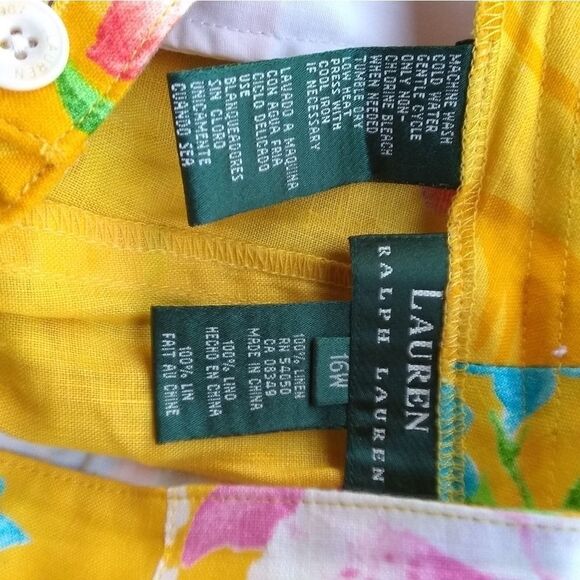 LAUREN
MACHINE WASH
COLD WATER
GENTLE CYCLE
ONLY NON-
CHLORINE BLEACH
WHEN NEEDED
TUMBLE DRY
LOW HEAT
PRESS WITH
COOL IRON
IF NECESSARY
LAVADO A MAQUINA
CON AGUA FRIA
CICLO DELICADO
USE
BLANQUEADORES
SIN CLORO
UNICAMENTE
CUANDO SEA
LAUREN
RALPH LAUREN
16W
100% LINEN
RN 54050
CA 08349
MADE IN CHINA
100% LINO
HECHO EN CHINA
100% LIN
FAIT AU CHINE